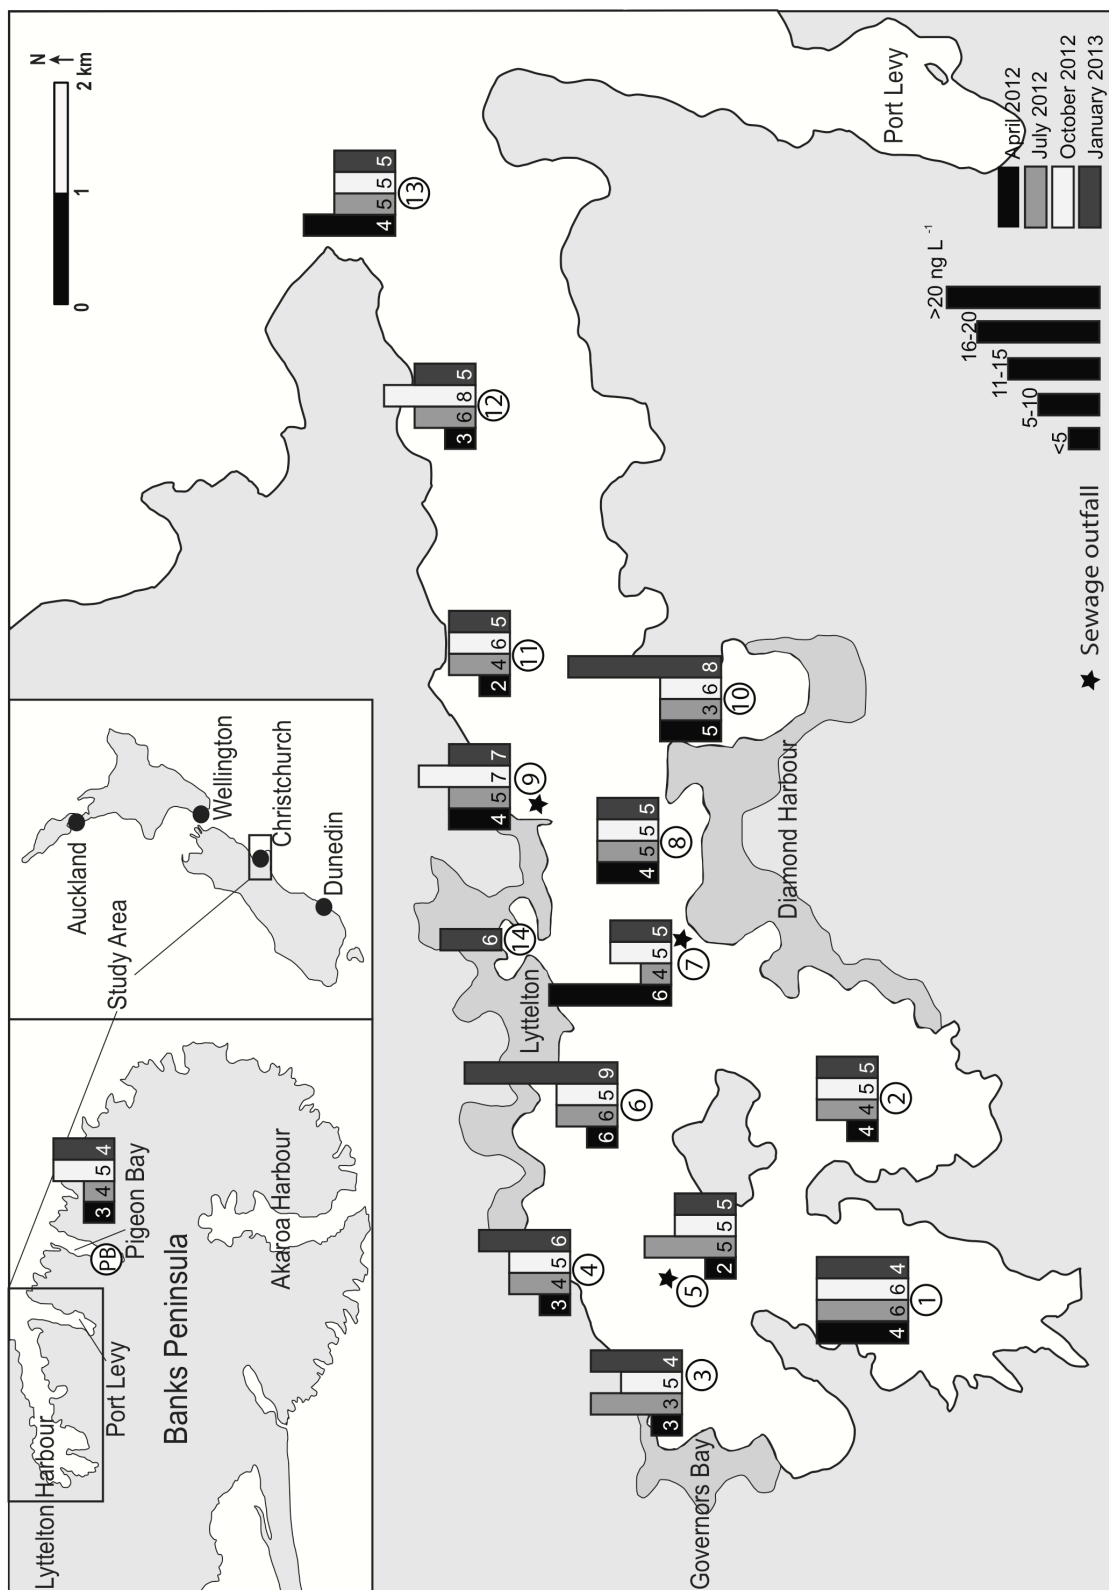 Lyttelton Harbour
Port Levy
Pigeon Bay
PB
3 4 5 4
Banks Peninsula
Akaroa Harbour
Study Area
Auckland
Wellington
Christchurch
Dunedin
0 1 2 km
N
4 5 5 5
13
3 6 8 5
12
2 4 6 5
11
4 5 7 7
9
6
14
Lyttelton
6 6 5 9
6
3 4 5 6
4
3 3 5 4
3
Governors Bay
2 5 5 5
5
4 6 6 4
1
4 4 5 5
2
6 4 5 5
7
4 5 5 5
8
5 3 6 8
10
Diamond Harbour
Port Levy
Sewage outfall
<5
5-10
11-15
16-20
>20 ng L -1
April 2012
July 2012
October 2012
January 2013